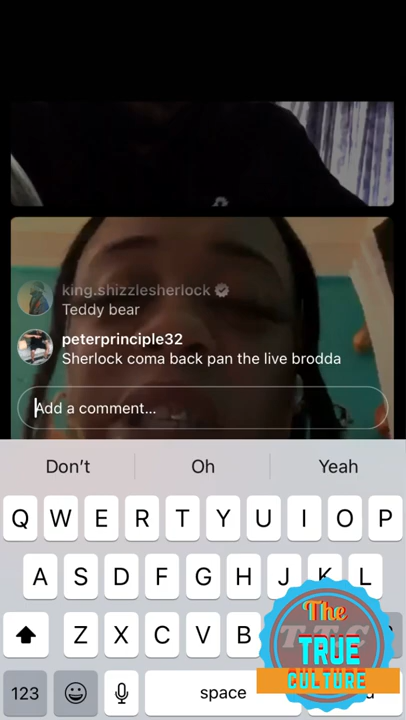 king.shizzlesherlock
Teddy bear
peterprinciple32
Sherlock coma back pan the live brodda
Add a comment...
Don't Oh Yeah
Q W E R T Y U I O P
A S D F G H J K L
Z X C V B
123 space
The
TTC
TRUE
CULTURE